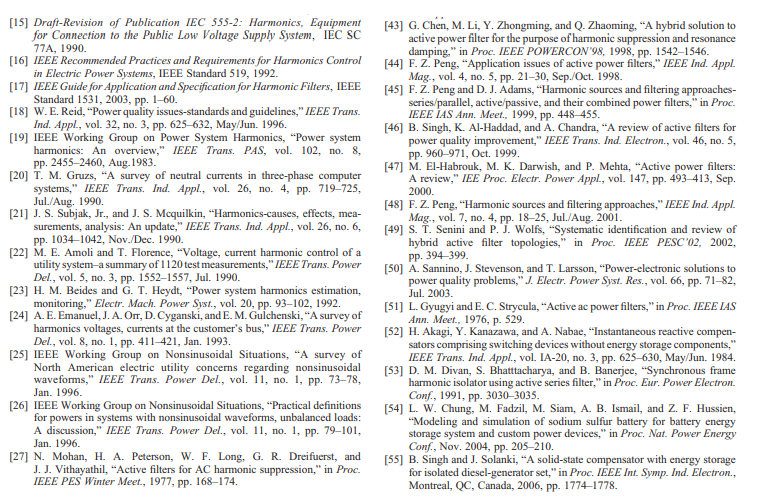 [15] Draft-Revision of Publication IEC 555-2: Harmonics, Equipment
for Connection to the Public Low Voltage Supply System, IEC SC
77A, 1990.
[16] IEEE Recommended Practices and Requirements for Harmonics Control
in Electric Power Systems, IEEE Standard 519, 1992.
[17] IEEE Guide for Application and Specification for Harmonic Filters, IEEE
Standard 1531, 2003, pp. 1–60.
[18] W. E. Reid, “Power quality issues-standards and guidelines,” IEEE Trans.
Ind. Appl., vol. 32, no. 3, pp. 625–632, May/Jun. 1996.
[19] IEEE Working Group on Power System Harmonics, “Power system
harmonics: An overview,” IEEE Trans. PAS, vol. 102, no. 8,
pp. 2455–2460, Aug.1983.
[20] T. M. Gruzs, “A survey of neutral currents in three-phase computer
systems,” IEEE Trans. Ind. Appl., vol. 26, no. 4, pp. 719–725,
Jul./Aug. 1990.
[21] J. S. Subjak, Jr., and J. S. Mcquilkin, “Harmonics-causes, effects, mea-
surements, analysis: An update,” IEEE Trans. Ind. Appl., vol. 26, no. 6,
pp. 1034–1042, Nov./Dec. 1990.
[22] M. E. Amoli and T. Florence, “Voltage, current harmonic control of a
utility system–a summary of 1120 test measurements,” IEEE Trans. Power
Del., vol. 5, no. 3, pp. 1552–1557, Jul. 1990.
[23] H. M. Beides and G. T. Heydt, “Power system harmonics estimation,
monitoring,” Electr. Mach. Power Syst., vol. 20, pp. 93–102, 1992.
[24] A. E. Emanuel, J. A. Orr, D. Cyganski, and E. M. Gulchenski, “A survey of
harmonics voltages, currents at the customer’s bus,” IEEE Trans. Power
Del., vol. 8, no. 1, pp. 411–421, Jan. 1993.
[25] IEEE Working Group on Nonsinusoidal Situations, “A survey of
North American electric utility concerns regarding nonsinusoidal
waveforms,” IEEE Trans. Power Del., vol. 11, no. 1, pp. 73–78,
Jan. 1996.
[26] IEEE Working Group on Nonsinusoidal Situations, “Practical definitions
for powers in systems with nonsinusoidal waveforms, unbalanced loads:
A discussion,” IEEE Trans. Power Del., vol. 11, no. 1, pp. 79–101,
Jan. 1996.
[27] N. Mohan, H. A. Peterson, W. F. Long, G. R. Dreifuerst, and
J. J. Vithayathil, “Active filters for AC harmonic suppression,” in Proc.
IEEE PES Winter Meet., 1977, pp. 168–174.
[43] G. Chen, M. Li, Y. Zhongming, and Q. Zhaoming, “A hybrid solution to
active power filter for the purpose of harmonic suppression and resonance
damping,” in Proc. IEEE POWERCON’98, 1998, pp. 1542–1546.
[44] F. Z. Peng, “Application issues of active power filters,” IEEE Ind. Appl.
Mag., vol. 4, no. 5, pp. 21–30, Sep./Oct. 1998.
[45] F. Z. Peng and D. J. Adams, “Harmonic sources and filtering approaches-
series/parallel, active/passive, and their combined power filters,” in Proc.
IEEE IAS Ann. Meet., 1999, pp. 448–455.
[46] B. Singh, K. Al-Haddad, and A. Chandra, “A review of active filters for
power quality improvement,” IEEE Trans. Ind. Electron., vol. 46, no. 5,
pp. 960–971, Oct. 1999.
[47] M. El-Habrouk, M. K. Darwish, and P. Mehta, “Active power filters:
A review,” IEE Proc. Electr. Power Appl., vol. 147, pp. 493–413, Sep.
2000.
[48] F. Z. Peng, “Harmonic sources and filtering approaches,” IEEE Ind. Appl.
Mag., vol. 7, no. 4, pp. 18–25, Jul./Aug. 2001.
[49] S. T. Senini and P. J. Wolfs, “Systematic identification and review of
hybrid active filter topologies,” in Proc. IEEE PESC’02, 2002,
pp. 394–399.
[50] A. Sannino, J. Stevenson, and T. Larsson, “Power-electronic solutions to
power quality problems,” J. Electr. Power Syst. Res., vol. 66, pp. 71–82,
Jul. 2003.
[51] L. Gyugyi and E. C. Strycula, “Active ac power filters,” in Proc. IEEE IAS
Ann. Meet., 1976, p. 529.
[52] H. Akagi, Y. Kanazawa, and A. Nabae, “Instantaneous reactive compen-
sators comprising switching devices without energy storage components,”
IEEE Trans. Ind. Appl., vol. IA-20, no. 3, pp. 625–630, May/Jun. 1984.
[53] D. M. Divan, S. Bhatttacharya, and B. Banerjee, “Synchronous frame
harmonic isolator using active series filter,” in Proc. Eur. Power Electron.
Conf., 1991, pp. 3030–3035.
[54] L. W. Chung, M. Fadzil, M. Siam, A. B. Ismail, and Z. F. Hussien,
“Modeling and simulation of sodium sulfur battery for battery energy
storage system and custom power devices,” in Proc. Nat. Power Energy
Conf., Nov. 2004, pp. 205–210.
[55] B. Singh and J. Solanki, “A solid-state compensator with energy storage
for isolated diesel-generator set,” in Proc. IEEE Int. Symp. Ind. Electron.,
Montreal, QC, Canada, 2006, pp. 1774–1778.